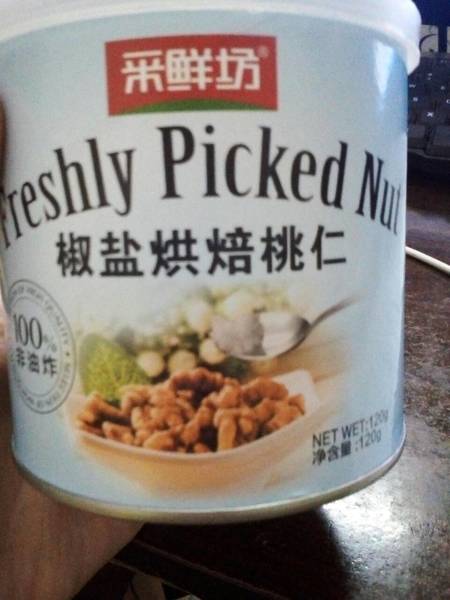 采鲜坊®
Freshly Picked Nut
椒盐烘焙桃仁
100%
非油炸
NET WET:120g
净含量:120g